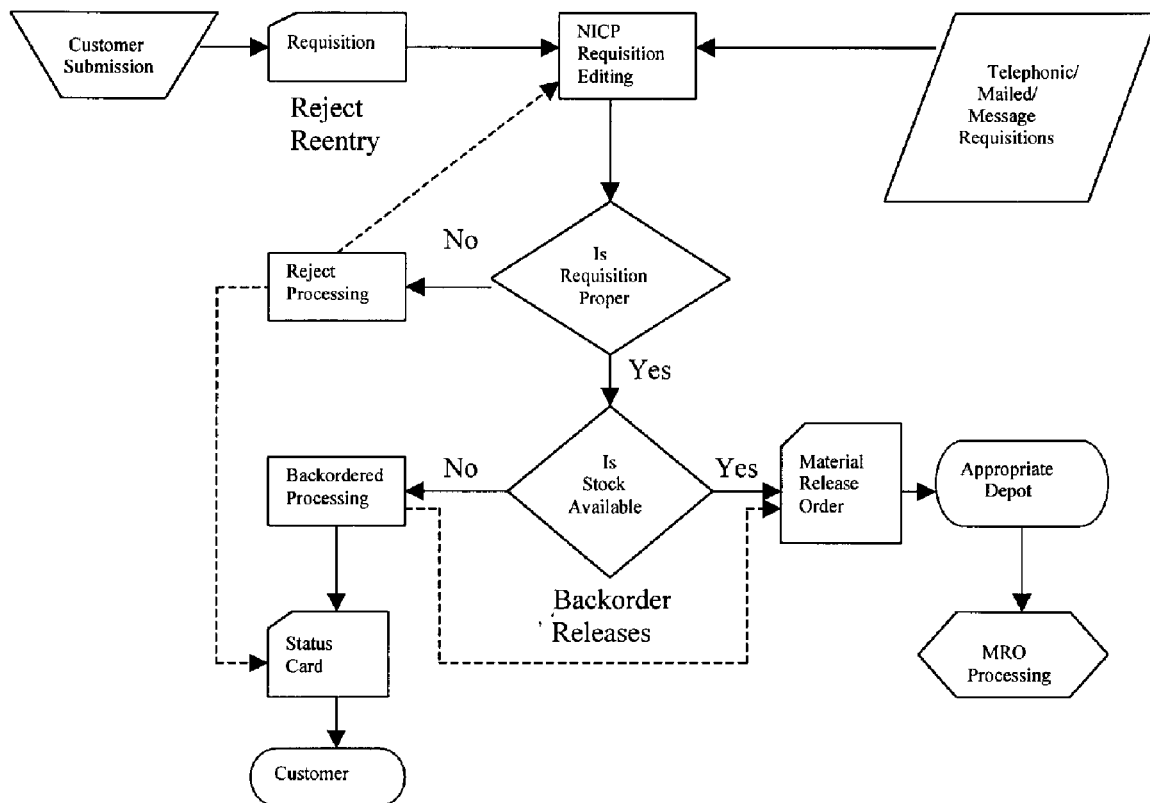 Customer
Submission
Requisition
NICP
Requisition
Editing
Telephonic/
Mailed/
Message
Requisitions
Reject
Reentry
No
Is
Requisition
Proper
Reject
Processing
Yes
Backordered
Processing
No
Is
Stock
Available
Yes
Material
Release
Order
Appropriate
Depot
Backorder
Releases
Status
Card
MRO
Processing
Customer